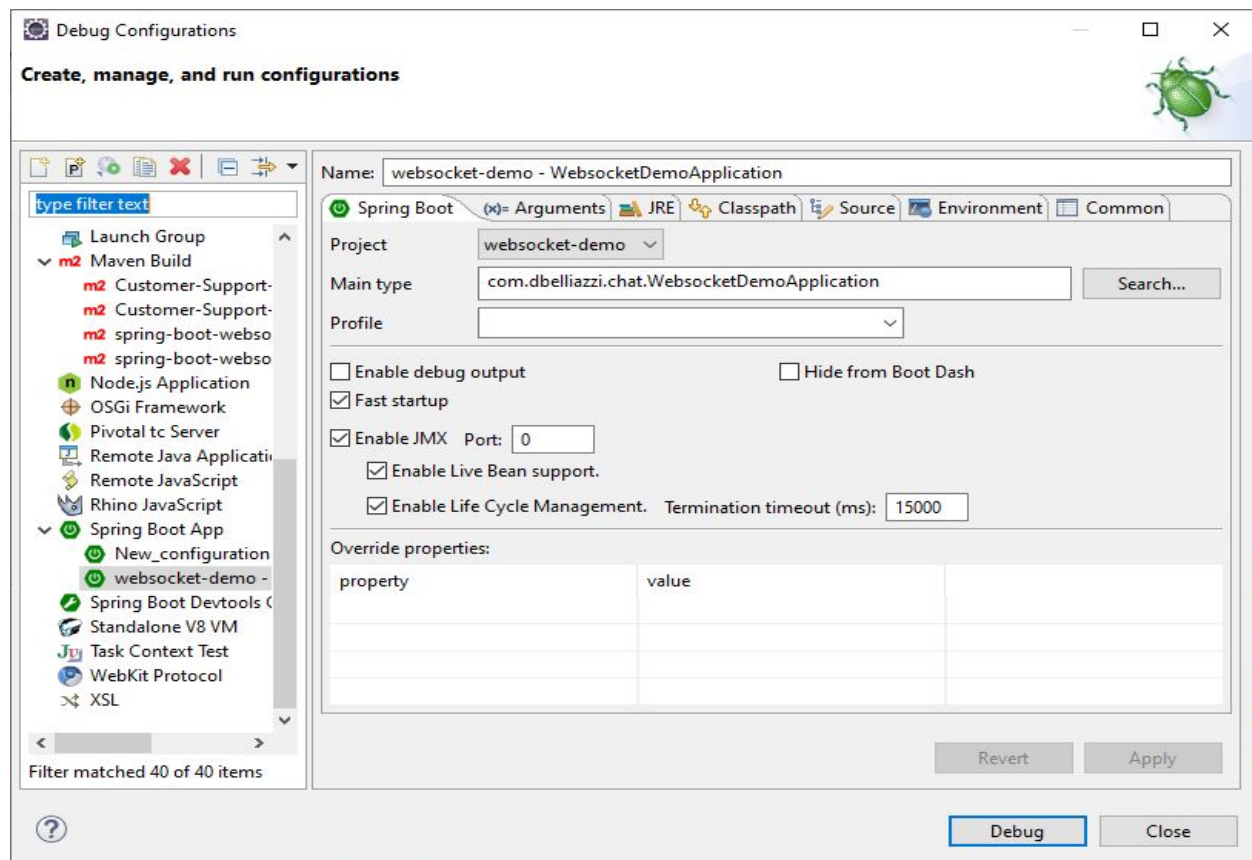 Debug Configurations
Create, manage, and run configurations
type filter text
Launch Group
m2 Maven Build
m2 Customer-Support-
m2 Customer-Support-
m2 spring-boot-webso
m2 spring-boot-webso
n Node.js Application
OSGi Framework
Pivotal tc Server
Remote Java Applicati
Remote JavaScript
Rhino JavaScript
Spring Boot App
New_configuration
websocket-demo -
Spring Boot Devtools C
Standalone V8 VM
Ju Task Context Test
WebKit Protocol
XSL
Filter matched 40 of 40 items
Name: websocket-demo - WebsocketDemoApplication
Spring Boot (x)= Arguments JRE Classpath Source Environment Common
Project websocket-demo
Main type com.dbelliazzi.chat.WebsocketDemoApplication Search...
Profile
Enable debug output Hide from Boot Dash
Fast startup
Enable JMX Port: 0
Enable Live Bean support.
Enable Life Cycle Management. Termination timeout (ms): 15000
Override properties:
property value
Revert Apply
? Debug Close